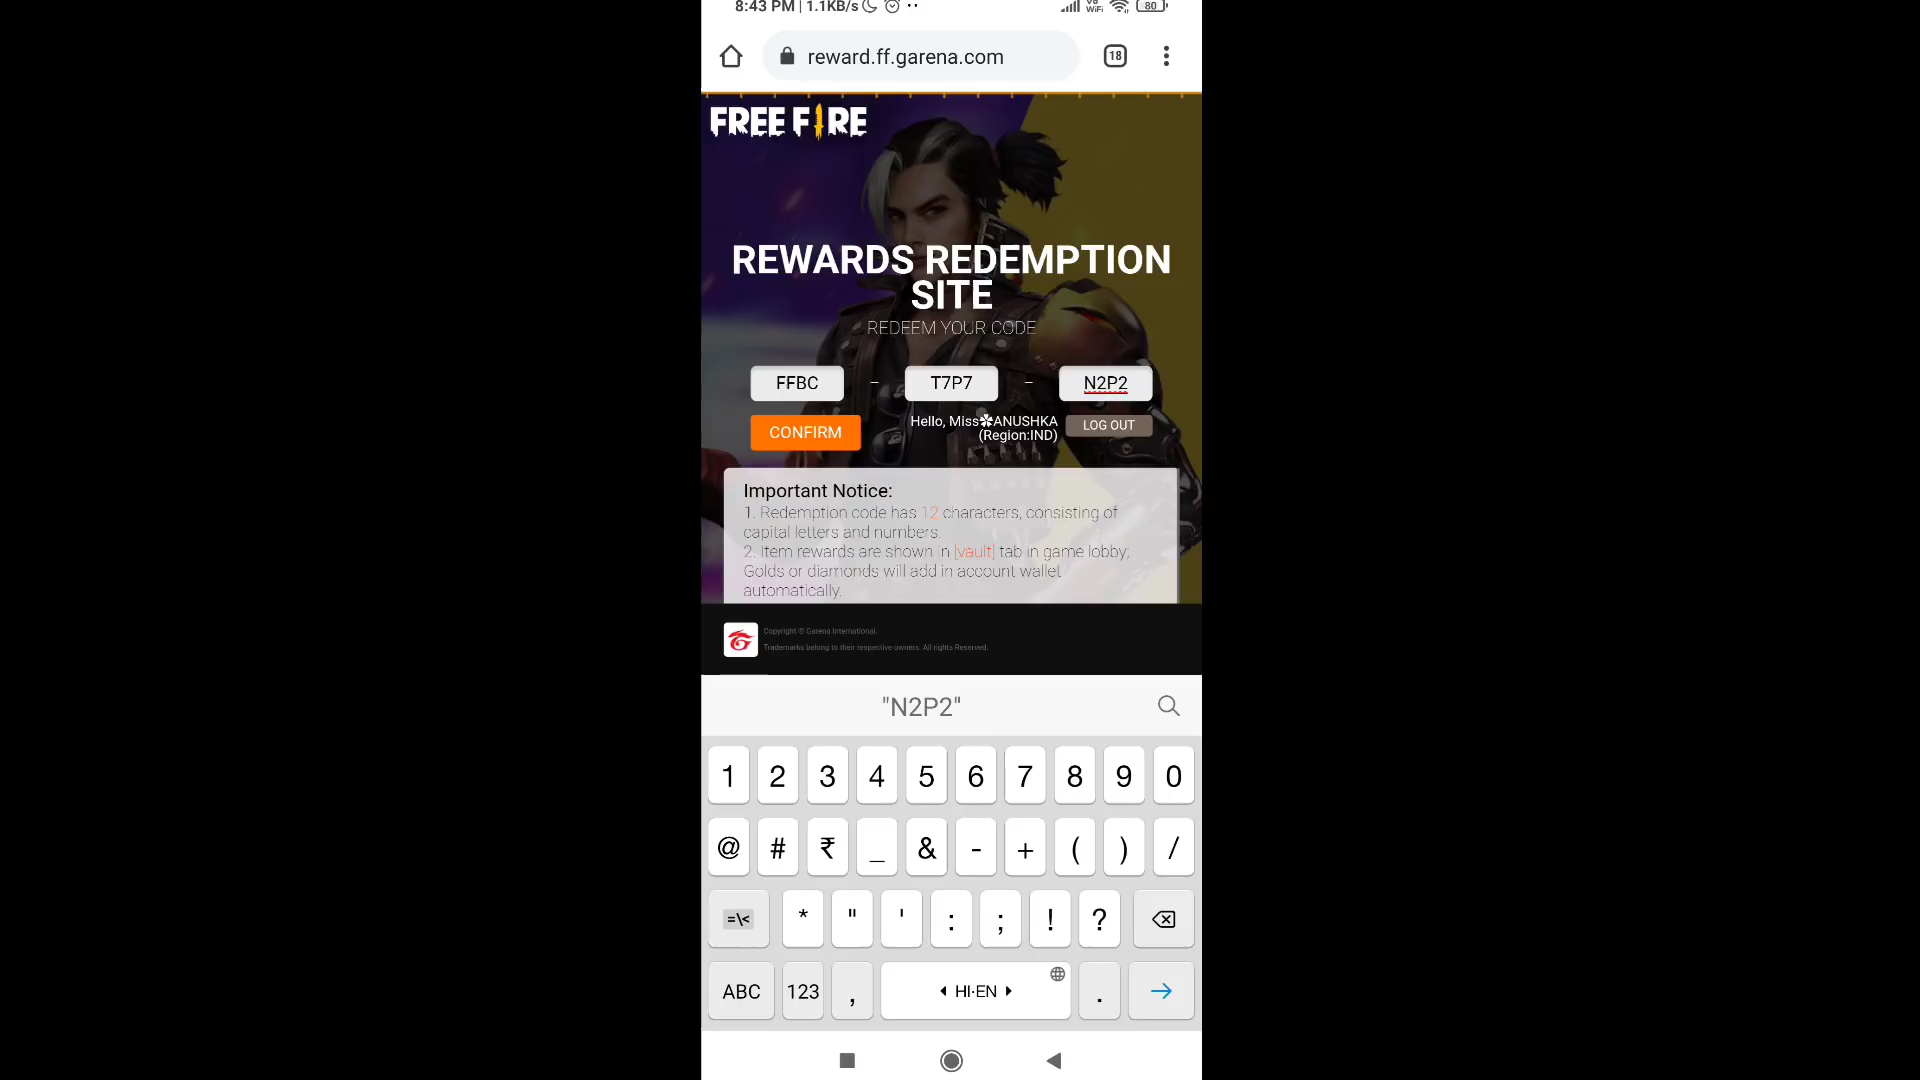 8:43 PM | 1.1KB/s
Vo WiFi
80
reward.ff.garena.com
18
FREE FIRE
REWARDS REDEMPTION
SITE
REDEEM YOUR CODE
FFBC - T7P7 - N2P2
CONFIRM
Hello, Miss✽ANUSHKA
(Region:IND)
LOG OUT
Important Notice:
1. Redemption code has 12 characters, consisting of
capital letters and numbers.
2. Item rewards are shown in [vault] tab in game lobby;
Golds or diamonds will add in account wallet
automatically.
Copyright © Garena International.
Trademarks belong to their respective owners. All rights Reserved.
"N2P2"
1 2 3 4 5 6 7 8 9 0
@ # ₹ _ & - + ( ) /
=\< * " ' : ; ! ?
ABC 123 , HI·EN .